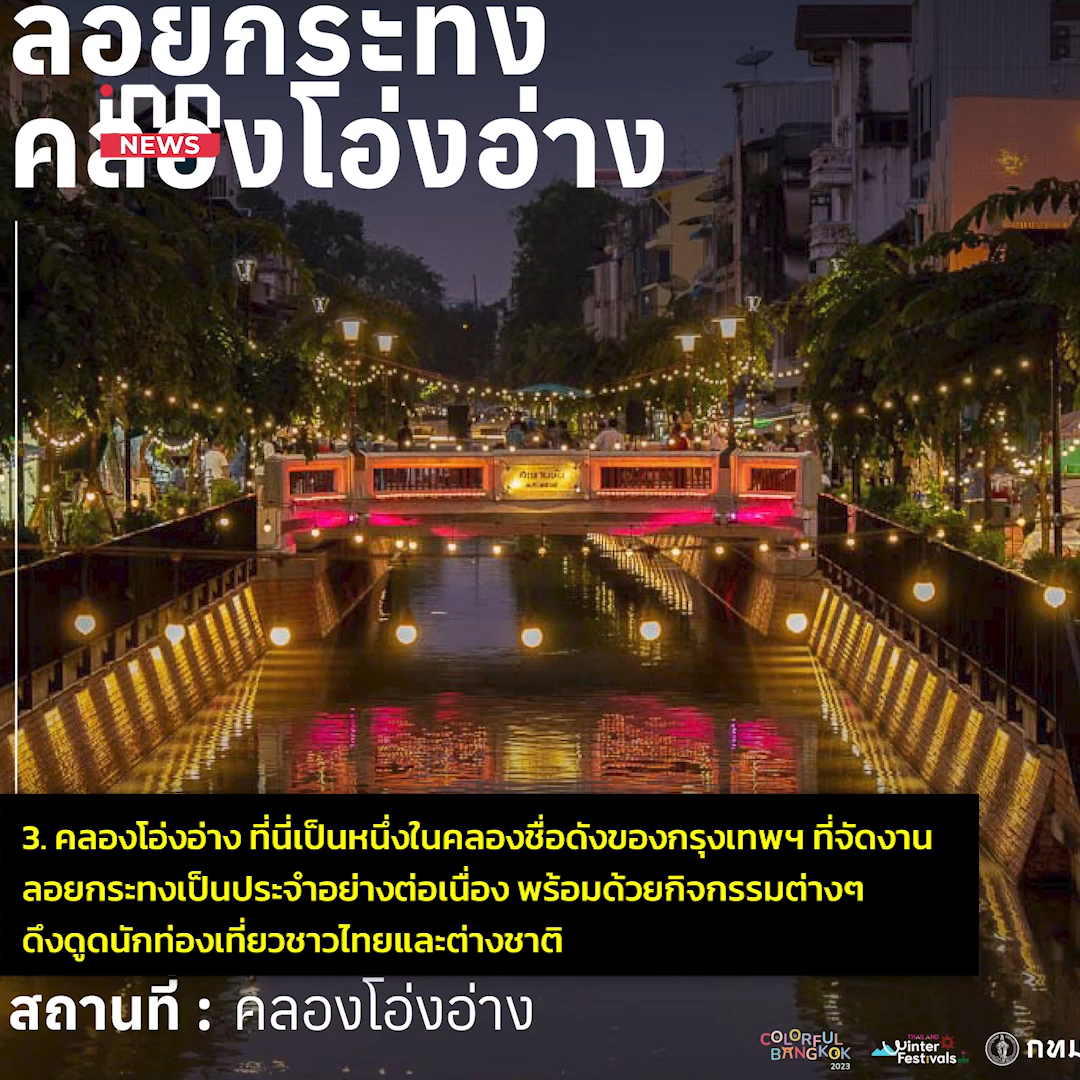 ลอยกระทง
คลองโอ่งอ่าง
inn
NEWS
3. คลองโอ่งอ่าง ที่นี่เป็นหนึ่งในคลองชื่อดังของกรุงเทพฯ ที่จัดงาน
ลอยกระทงเป็นประจำอย่างต่อเนื่อง พร้อมด้วยกิจกรรมต่างๆ
ดึงดูดนักท่องเที่ยวชาวไทยและต่างชาติ
สถานที่ : คลองโอ่งอ่าง
COLORFUL
BANGKOK
2023
THAILAND
Winter
Festivals
กทม